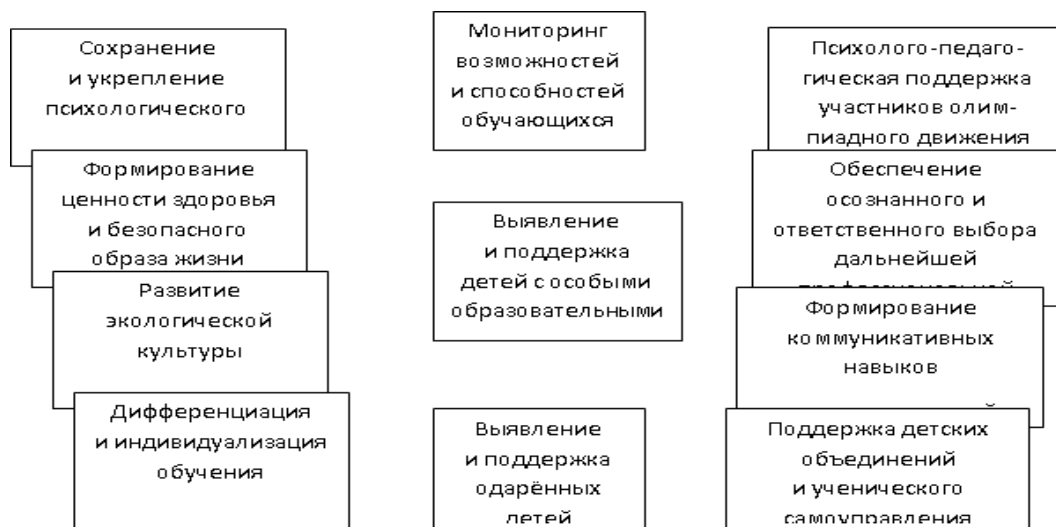 Сохранение
и укрепление
психологического
Формирование
ценности здоровья
и безопасного
образа жизни
Развитие
экологической
культуры
Дифференциация
и индивидуализация
обучения
Мониторинг
возможностей
и способностей
обучающихся
Выявление
и поддержка
детей с особыми
образовательными
Выявление
и поддержка
одарённых
детей
Психолого-педаго-
гическая поддержка
участников олим-
пиадного движения
Обеспечение
осознанного и
ответственного выбора
дальнейшей
Формирование
коммуникативных
навыков
Поддержка детских
объединений
и ученического
самоуправления